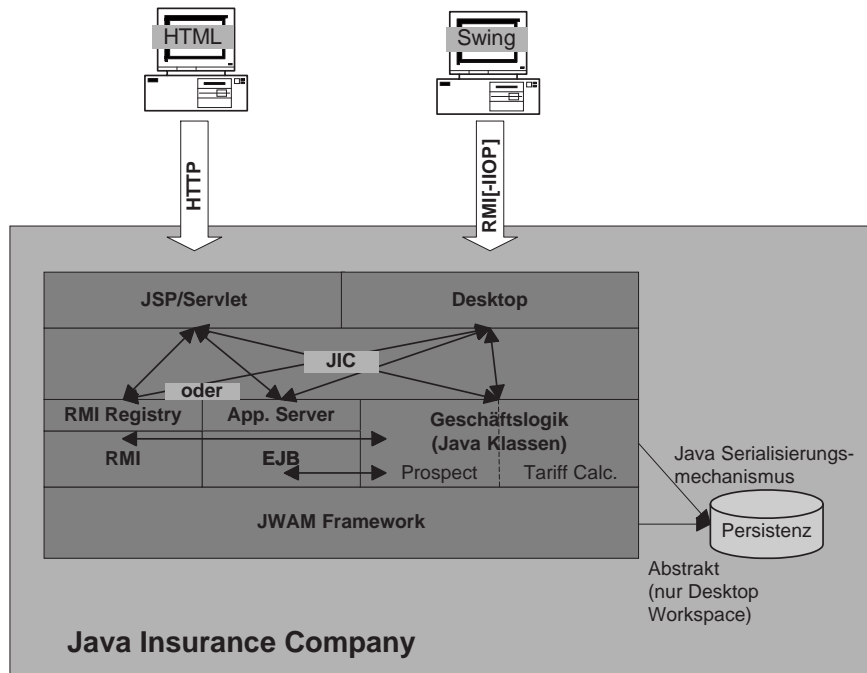 HTML
Swing
HTTP
RMI[-IIOP]
JSP/Servlet
Desktop
JIC
oder
RMI Registry
App. Server
Geschäftslogik
(Java Klassen)
RMI
EJB
Prospect
Tariff Calc.
JWAM Framework
Java Serialisierungs-
mechanismus
Persistenz
Abstrakt
(nur Desktop
Workspace)
Java Insurance Company